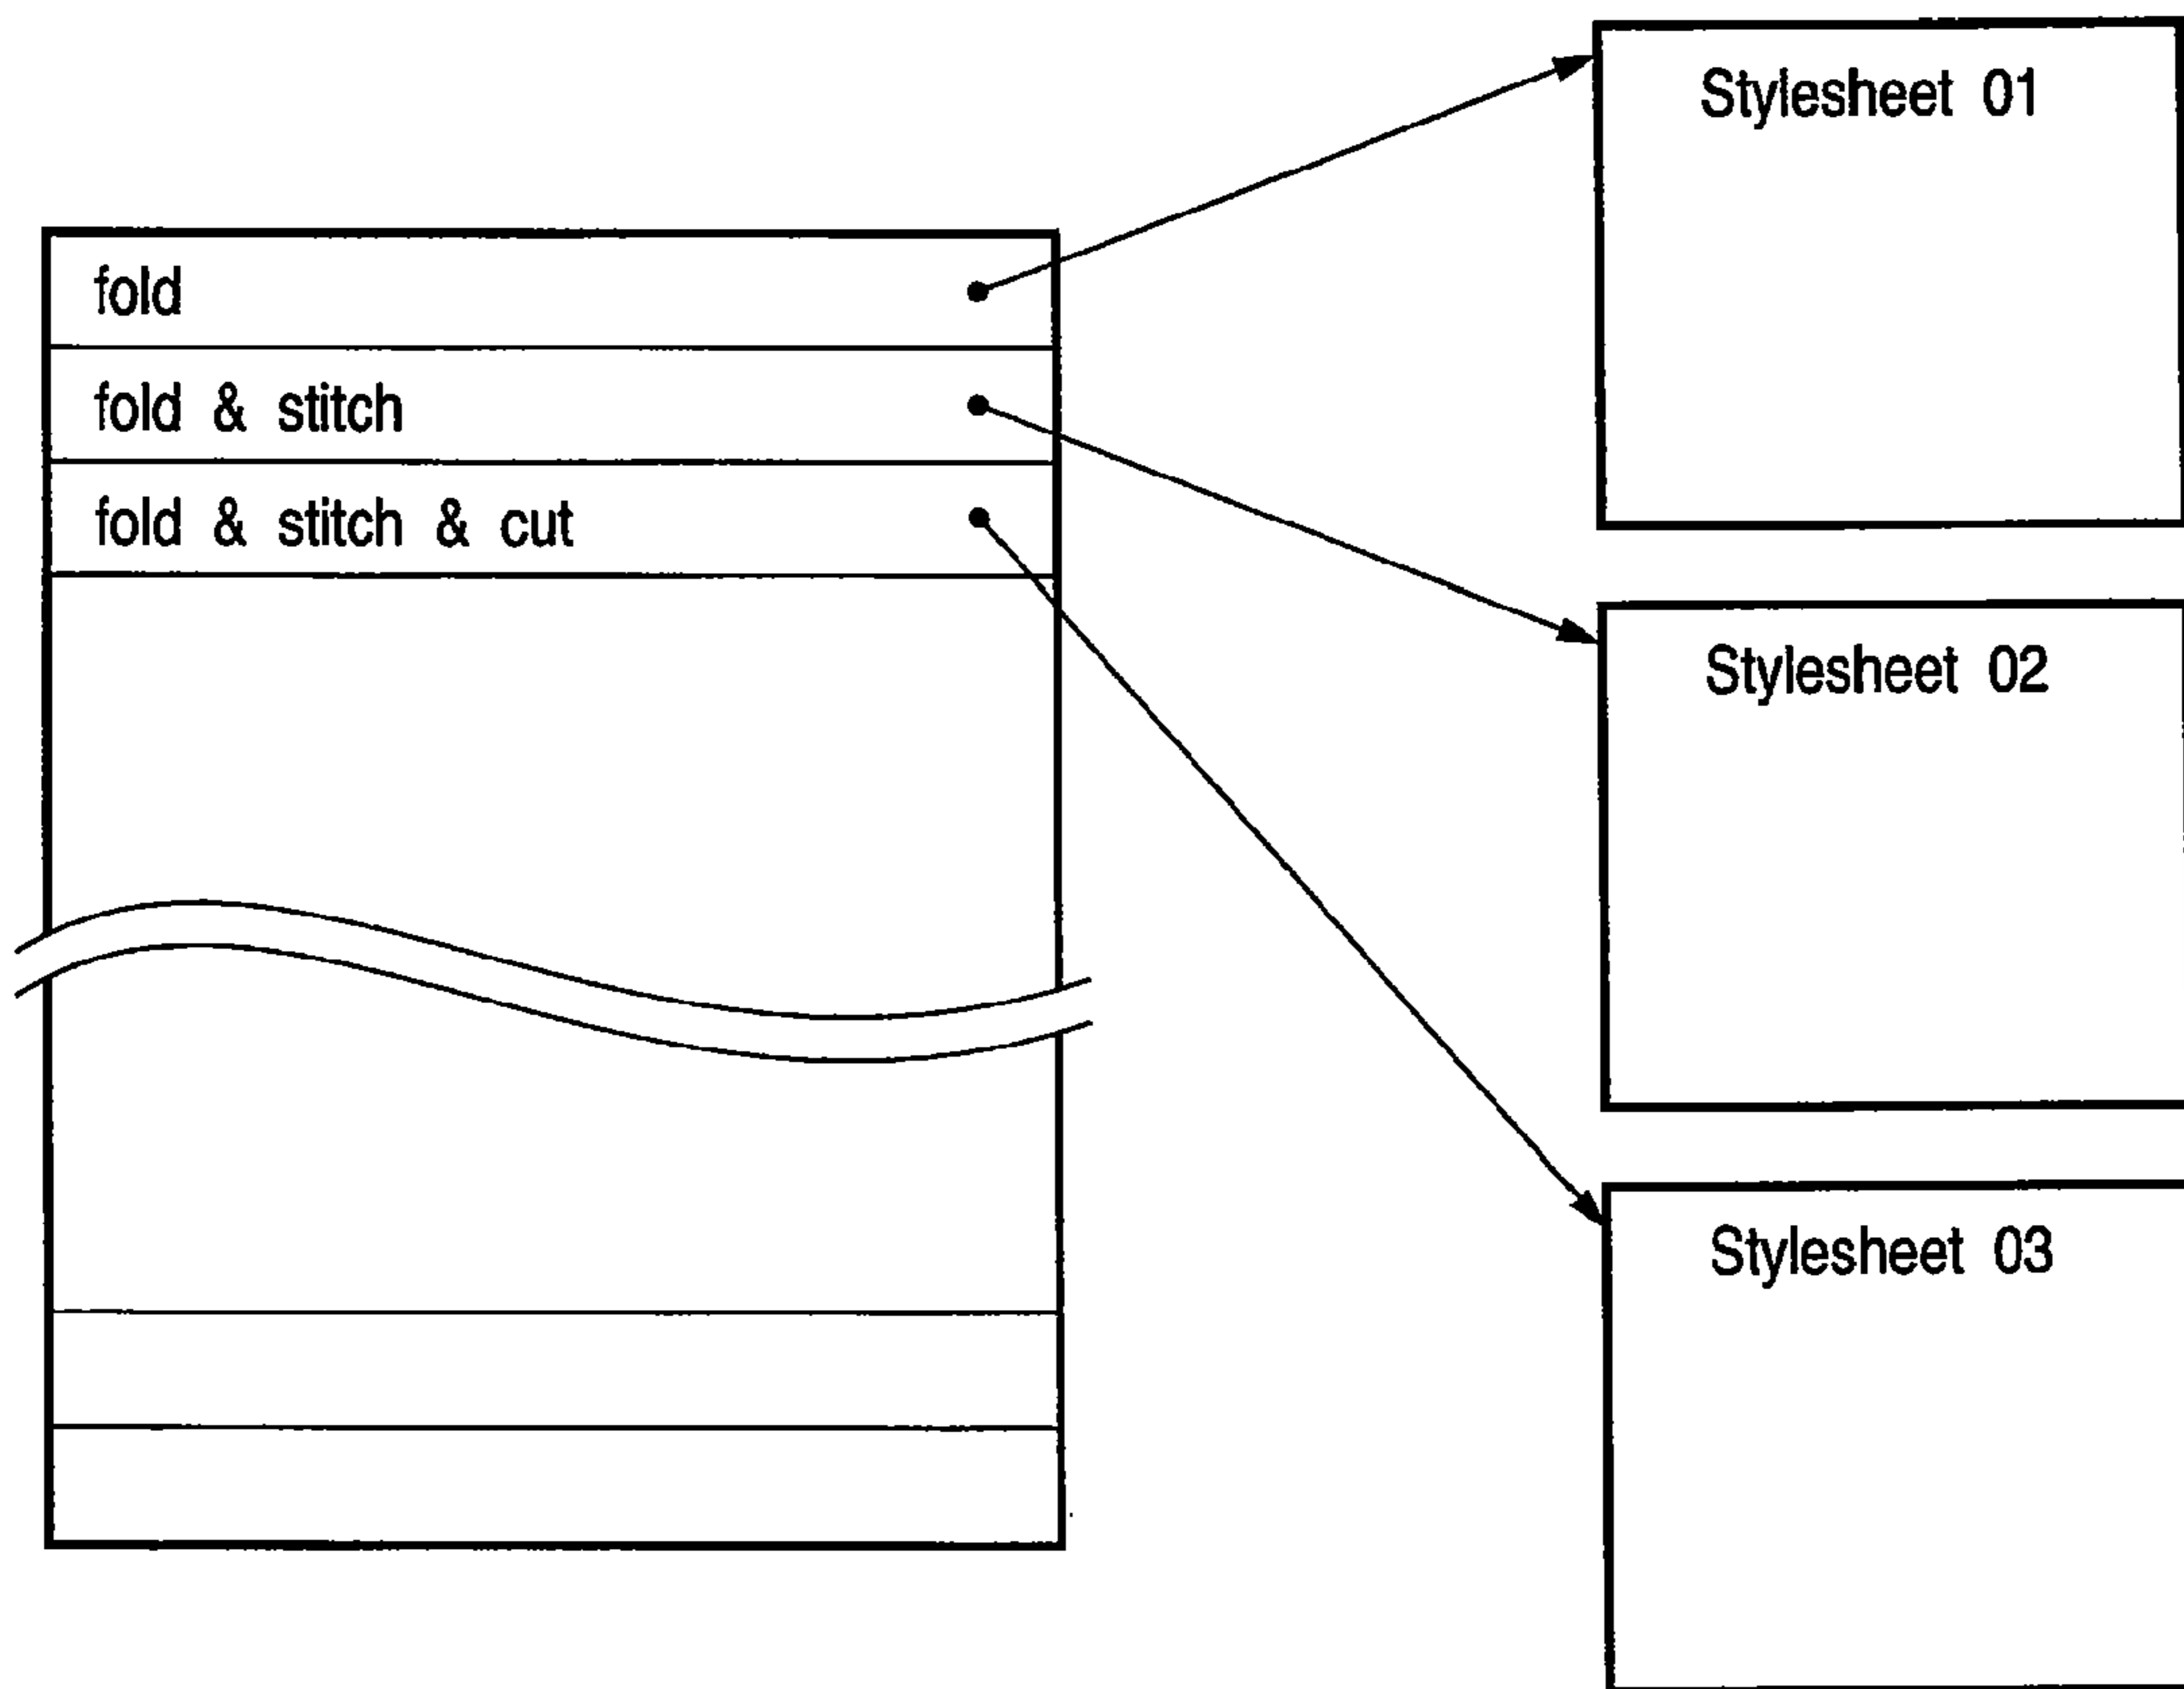 fold
fold & stitch
fold & stitch & cut
Stylesheet 01
Stylesheet 02
Stylesheet 03